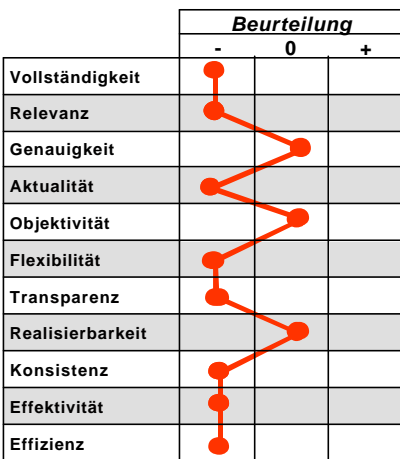 Beurteilung
- 0 +
Vollständigkeit
Relevanz
Genauigkeit
Aktualität
Objektivität
Flexibilität
Transparenz
Realisierbarkeit
Konsistenz
Effektivität
Effizienz